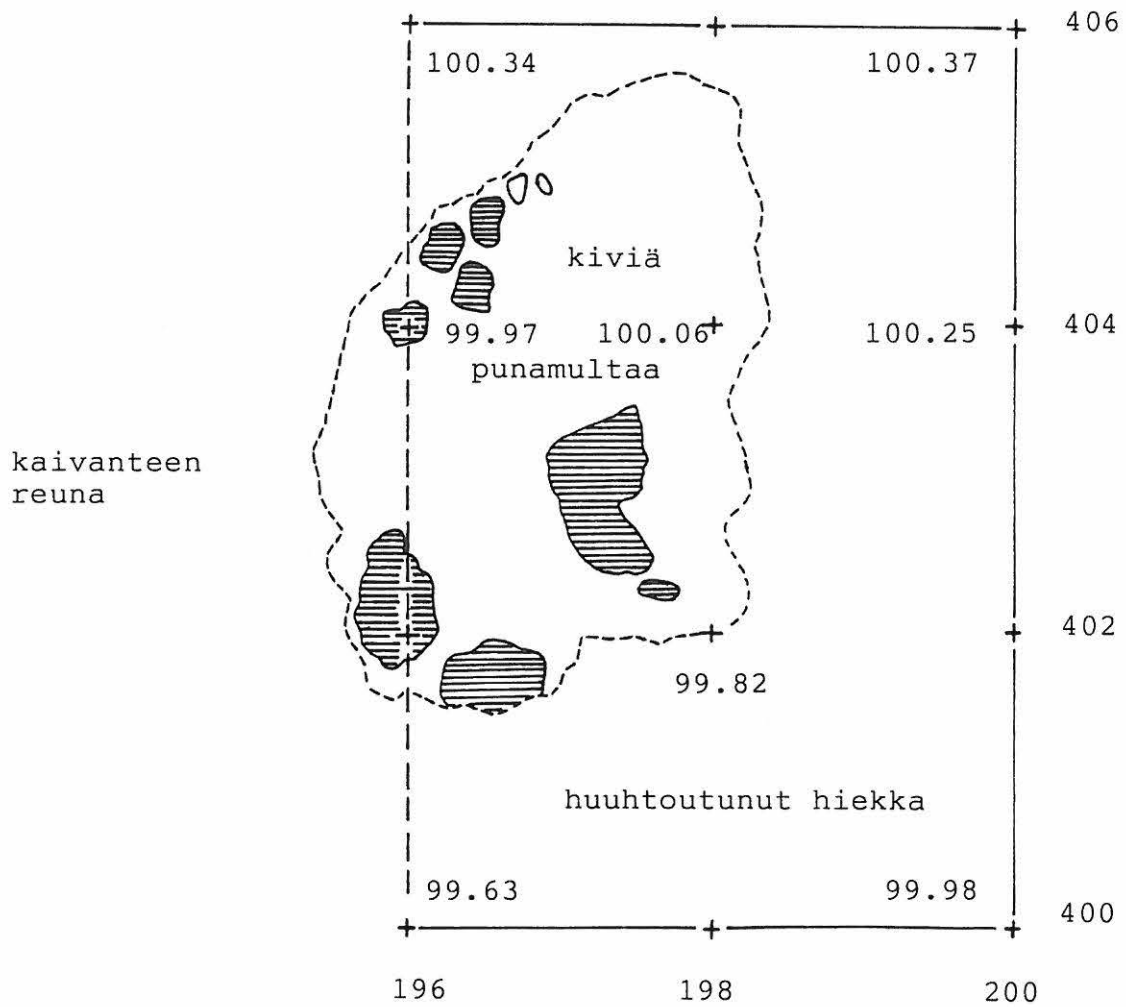 406
100.34 100.37
kiviä
99.97 100.06 100.25 404
punamultaa
kaivanteen
reuna
402
99.82
huuhtoutunut hiekka
99.63 99.98
400
196 198 200